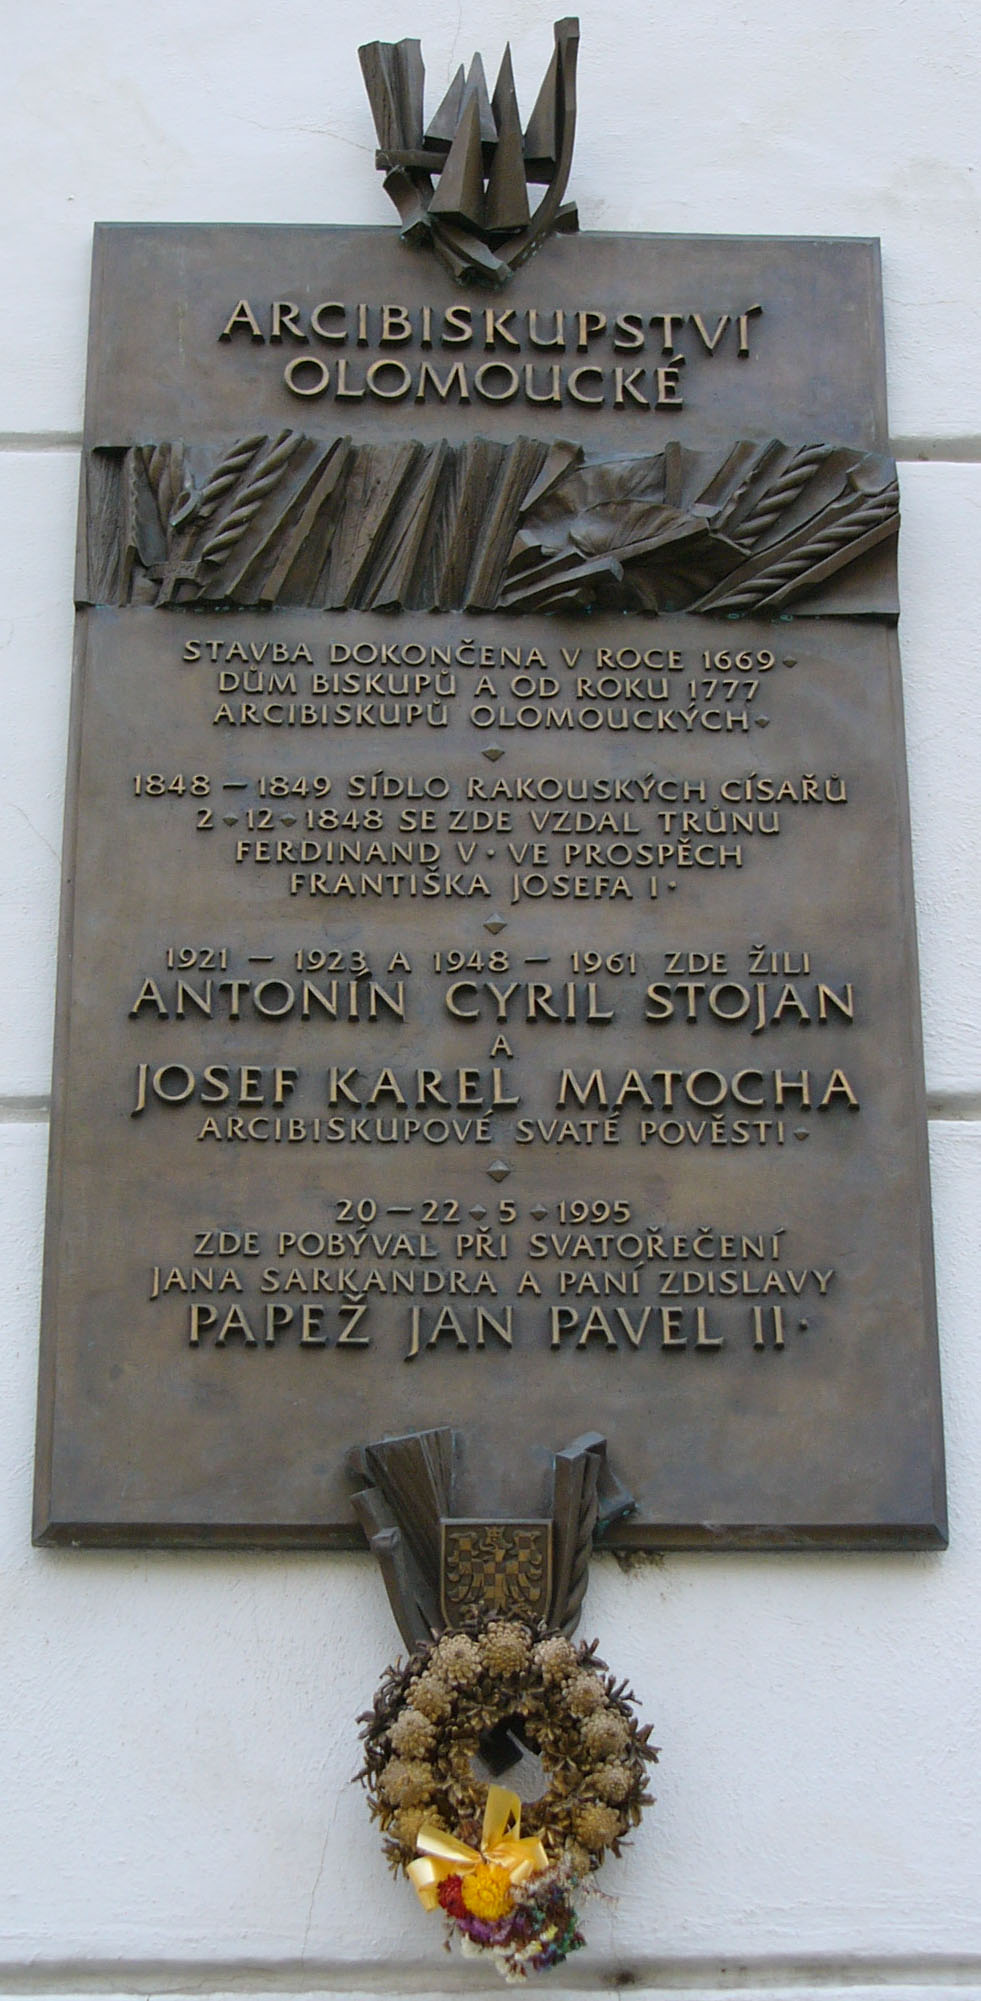 ARCIBISKUPSTVÍ
OLOMOUCKÉ
STAVBA DOKONČENA V ROCE 1669·
DŮM BISKUPŮ A OD ROKU 1777
ARCIBISKUPŮ OLOMOUCKÝCH·
1848 – 1849 SÍDLO RAKOUSKÝCH CÍSAŘŮ
2·12·1848 SE ZDE VZDAL TRŮNU
FERDINAND V· VE PROSPĚCH
FRANTIŠKA JOSEFA I·
1921 – 1923 A 1948 – 1961 ZDE ŽILI
ANTONÍN CYRIL STOJAN
A
JOSEF KAREL MATOCHA
ARCIBISKUPOVÉ SVATÉ POVĚSTI·
20–22·5·1995
ZDE POBÝVAL PŘI SVATOŘEČENÍ
JANA SARKANDRA A PANÍ ZDISLAVY
PAPEŽ JAN PAVEL II·